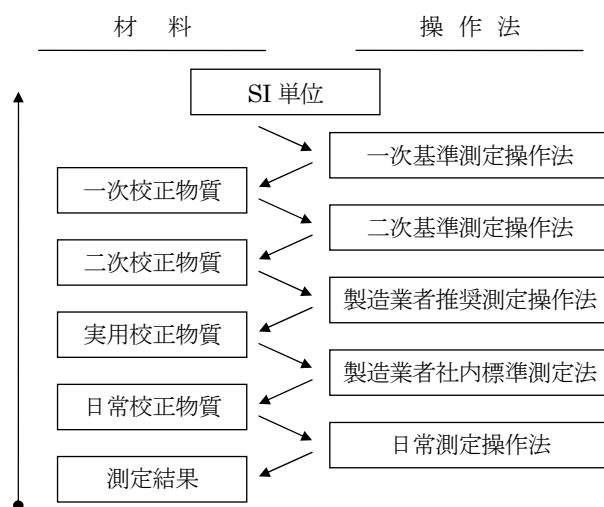 材 料
操 作 法
SI 単位
一次基準測定操作法
一次校正物質
二次基準測定操作法
二次校正物質
製造業者推奨測定操作法
実用校正物質
製造業者社内標準測定法
日常校正物質
日常測定操作法
測定結果